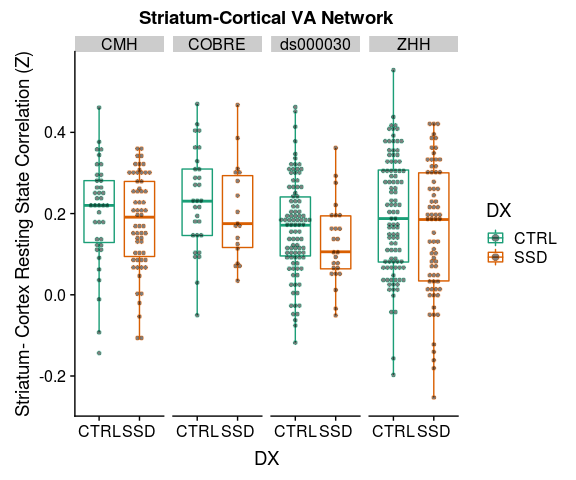 Striatum-Cortical VA Network
CMH COBRE ds000030 ZHH
Striatum- Cortex Resting State Correlation (Z)
0.4
0.2
0.0
-0.2
CTRL SSD CTRL SSD CTRL SSD CTRL SSD
DX
DX
CTRL
SSD